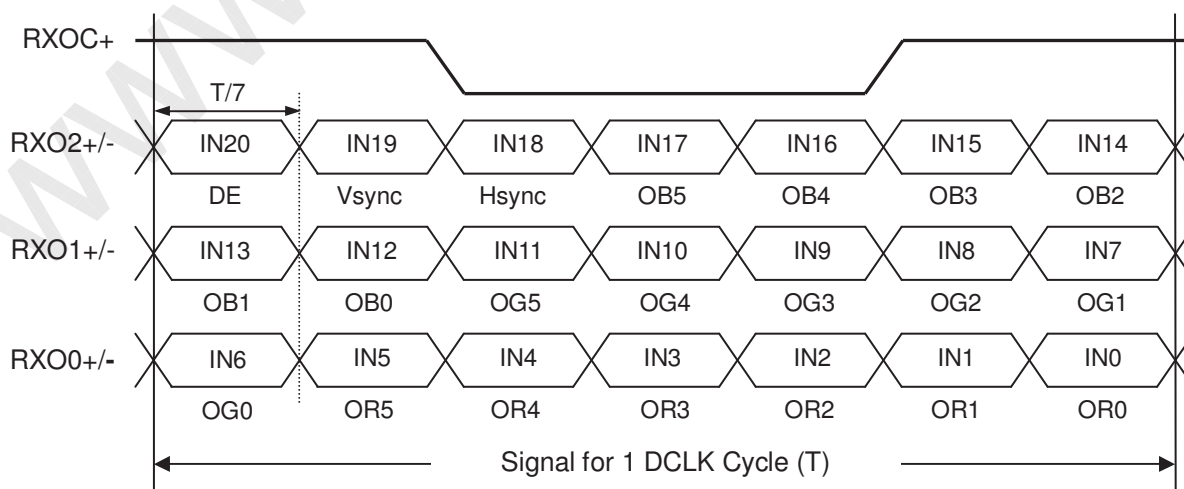 RXOC+
T/7
RXO2+/- IN20 IN19 IN18 IN17 IN16 IN15 IN14
DE Vsync Hsync OB5 OB4 OB3 OB2
RXO1+/- IN13 IN12 IN11 IN10 IN9 IN8 IN7
OB1 OB0 OG5 OG4 OG3 OG2 OG1
RXO0+/- IN6 IN5 IN4 IN3 IN2 IN1 IN0
OG0 OR5 OR4 OR3 OR2 OR1 OR0
Signal for 1 DCLK Cycle (T)